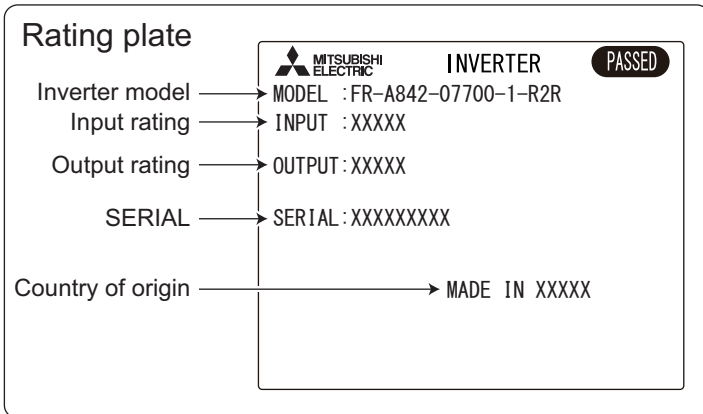 Rating plate
MITSUBISHI
ELECTRIC
INVERTER
PASSED
Inverter model
MODEL :FR-A842-07700-1-R2R
Input rating
INPUT :XXXXX
Output rating
OUTPUT:XXXXX
SERIAL
SERIAL:XXXXXXXXX
Country of origin
MADE IN XXXXX